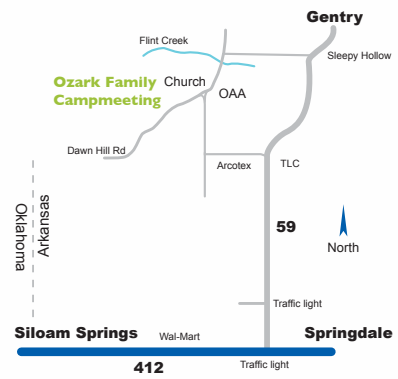 Gentry
Flint Creek
Sleepy Hollow
Ozark Family
Campmeeting
Church
OAA
Dawn Hill Rd
Arcotex
TLC
Oklahoma
Arkansas
59
North
Traffic light
Siloam Springs
Wal-Mart
Springdale
412
Traffic light